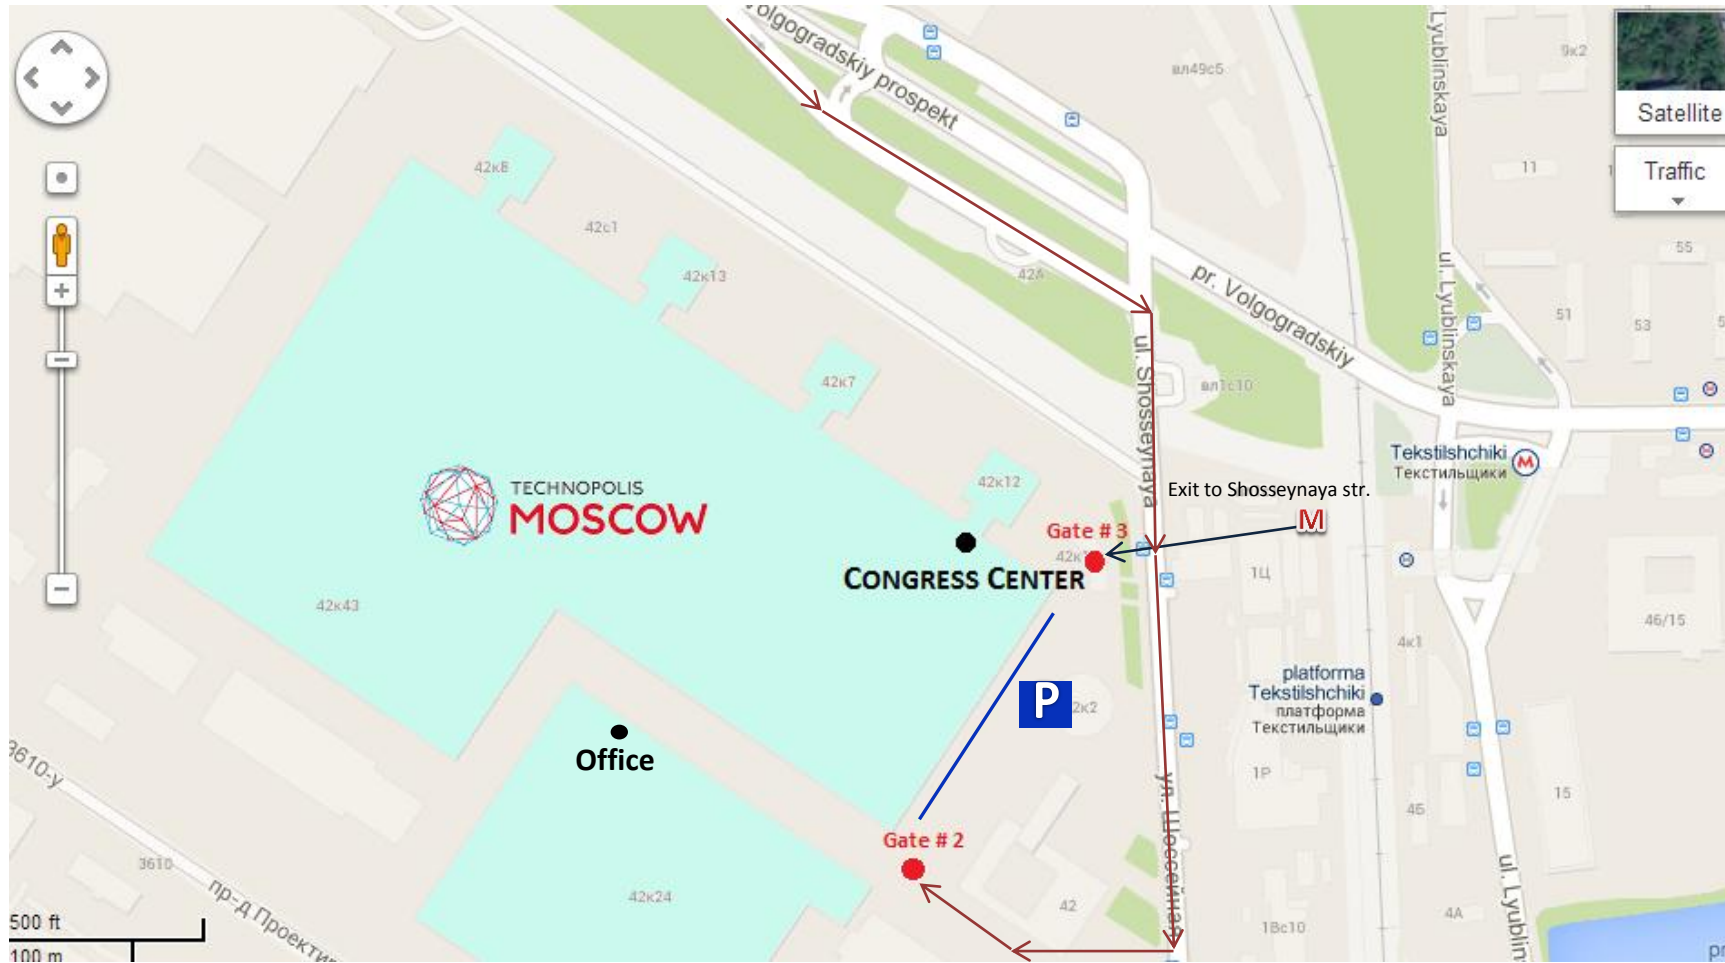 Volgogradskiy prospekt
вл49с5
Lyublinskaya
9к2
Satellite
Traffic
11
42к8
42с1
42к13
42А
55
pr. Volgogradskiy
ul. Lyublinskaya
51
53
42к7
ul. Shosseynaya
вл1с10
Tekstilshchiki
Текстильщики
M
42к12
Exit to Shosseynaya str.
M
TECHNOPOLIS
MOSCOW
Gate # 3
CONGRESS CENTER
1Ц
42к43
46/15
4к1
platforma
Tekstilshchiki
платформа
Текстильщики
P
2к2
Office
3610-у
1Р
ул. Шоссейная
4Б
15
Gate # 2
3610
42к24
42
пр-д Проекти
1Вс10
4А
ul. Lyublin
500 ft
100 m
pr